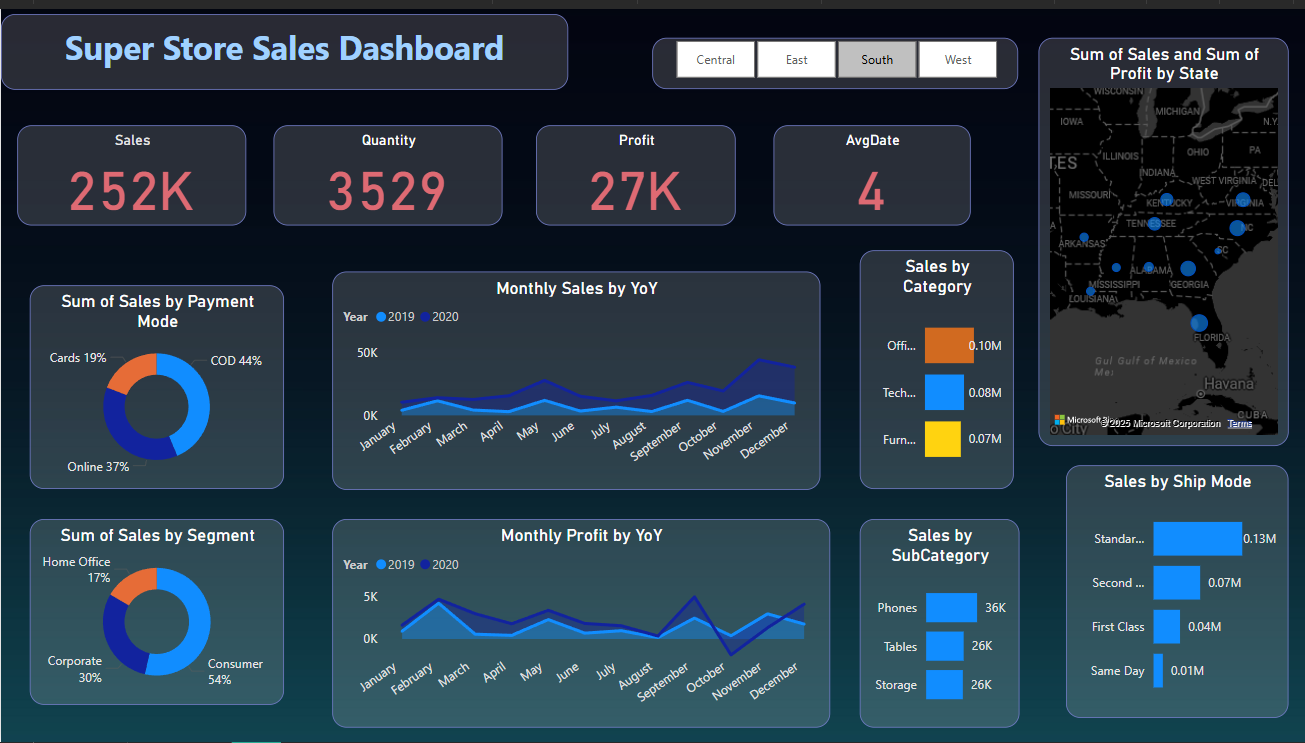 Super Store Sales Dashboard
Central
East
South
West
Sales
252K
Quantity
3529
Profit
27K
AvgDate
4
Sum of Sales by Payment
Mode
Cards 19%
COD 44%
Online 37%
Monthly Sales by YoY
Year 2019 2020
50K
0K
January
February
March
April
May
June
July
August
September
October
November
December
Sales by
Category
Offi... 0.10M
Tech... 0.08M
Furn... 0.07M
Sum of Sales and Sum of
Profit by State
WISCONSIN
MICHIGAN
IOWA
N.Y
TES
ILLINOIS
OHIO
PA
INDIANA
WEST VIRGINIA
DEL
MISSOURI
KENTUCKY
VIRGINIA
TENNESSEE
NC
ARKANSAS
SC
ALABAMA
MISSISSIPPI
GEORGIA
LOUISIANA
FLORIDA
Gulf of Mexico
Havana
CUBA
o City
Microsoft Bing
©2025 Microsoft Corporation Terms
Sum of Sales by Segment
Home Office
17%
Corporate
30%
Consumer
54%
Monthly Profit by YoY
Year 2019 2020
5K
0K
January
February
March
April
May
June
July
August
September
October
November
December
Sales by
SubCategory
Phones 36K
Tables 26K
Storage 26K
Sales by Ship Mode
Standar... 0.13M
Second ... 0.07M
First Class 0.04M
Same Day 0.01M